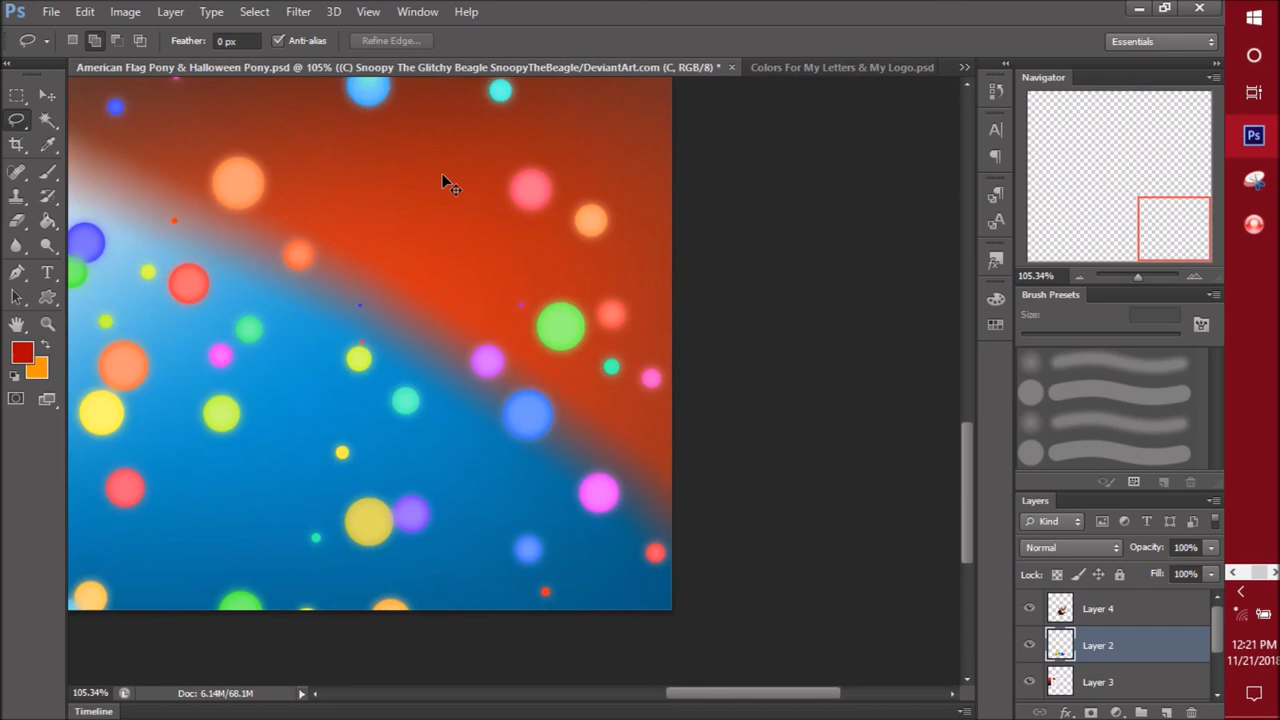 Ps File Edit Image Layer Type Select Filter 3D View Window Help
Feather: 0 px Anti-alias Refine Edge... Essentials
American Flag Pony & Halloween Pony.psd @ 105% ((C) Snoopy The Glitchy Beagle SnoopyTheBeagle/DeviantArt.com (C, RGB/8) * Colors For My Letters & My Logo.psd
Navigator
105.34%
Brush Presets
Size:
Layers
Kind
Normal Opacity: 100%
Lock: Fill: 100%
Layer 4
Layer 2
Layer 3
105.34% Doc: 6.14M/68.1M
Timeline
Ps
12:21 PM
11/21/2018